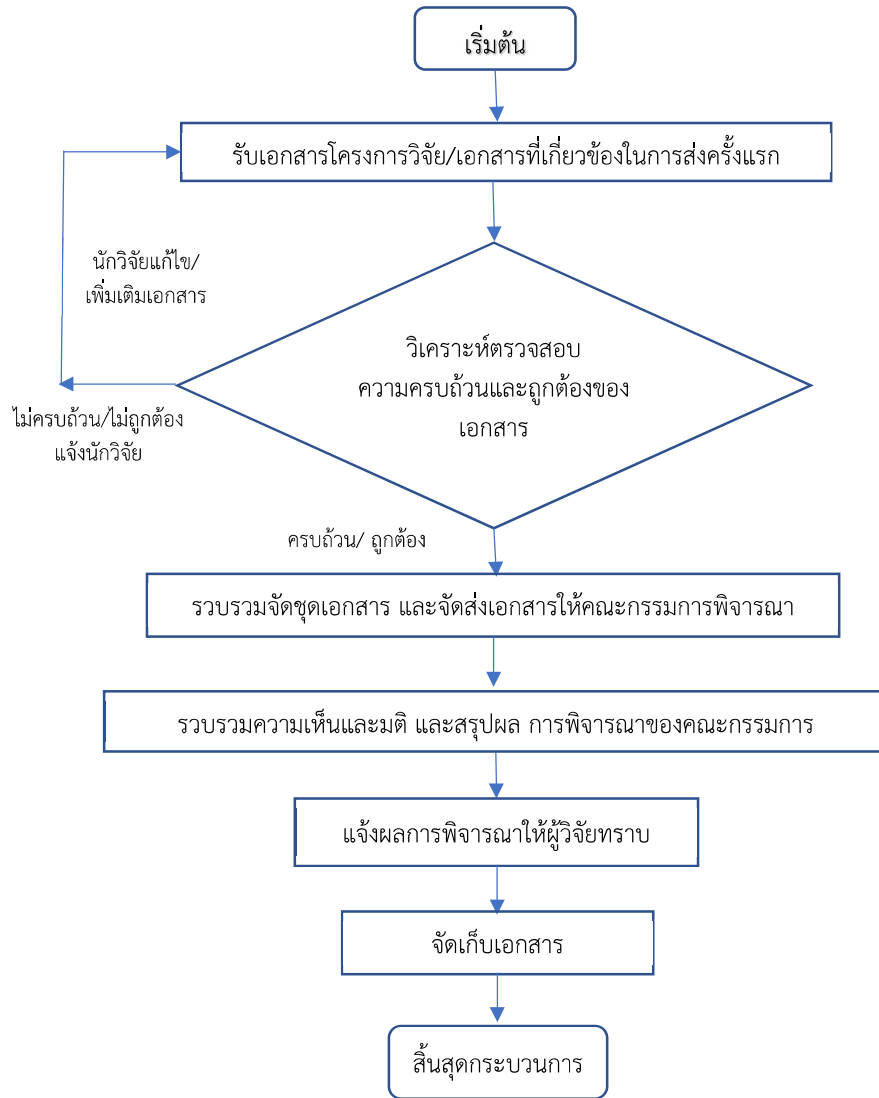 เริ่มต้น
รับเอกสารโครงการวิจัย/เอกสารที่เกี่ยวข้องในการส่งครั้งแรก
นักวิจัยแก้ไข/
เพิ่มเติมเอกสาร
วิเคราะห์ตรวจสอบ
ความครบถ้วนและถูกต้องของ
เอกสาร
ไม่ครบถ้วน/ไม่ถูกต้อง
แจ้งนักวิจัย
ครบถ้วน/ ถูกต้อง
รวบรวมจัดชุดเอกสาร และจัดส่งเอกสารให้คณะกรรมการพิจารณา
รวบรวมความเห็นและมติ และสรุปผล การพิจารณาของคณะกรรมการ
แจ้งผลการพิจารณาให้ผู้วิจัยทราบ
จัดเก็บเอกสาร
สิ้นสุดกระบวนการ